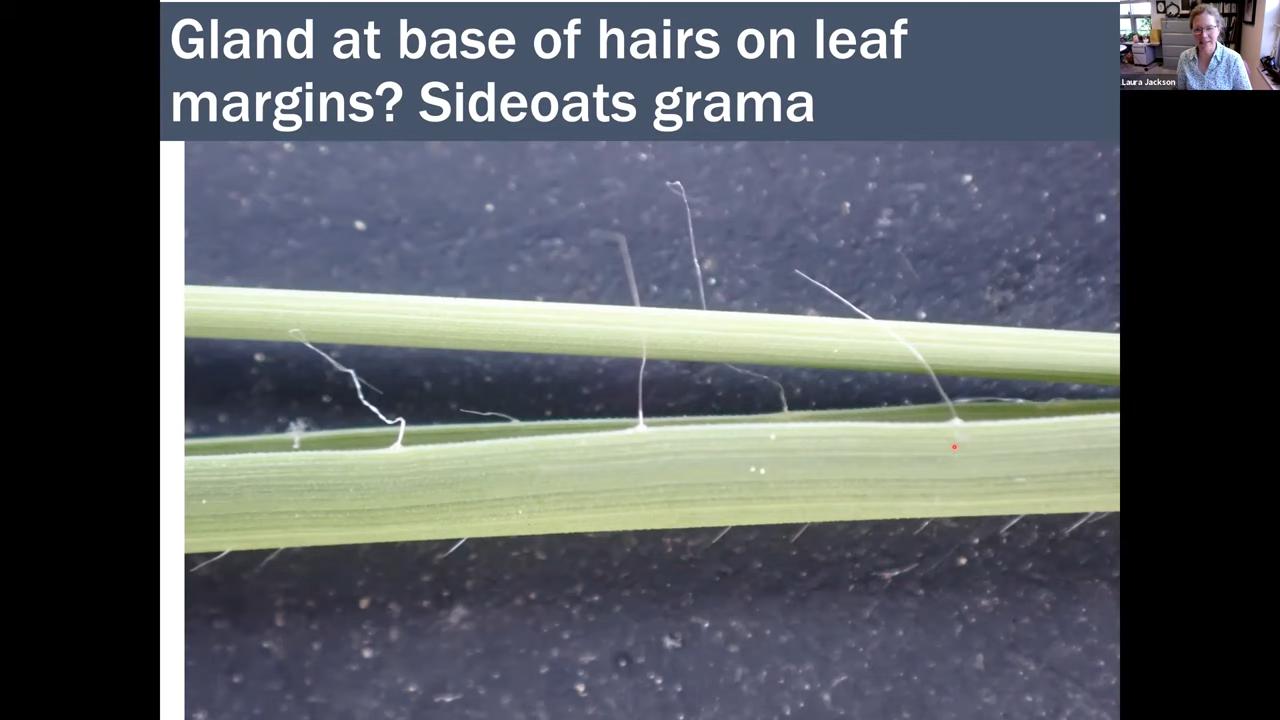 Gland at base of hairs on leaf
margins? Sideoats grama
Laura Jackson